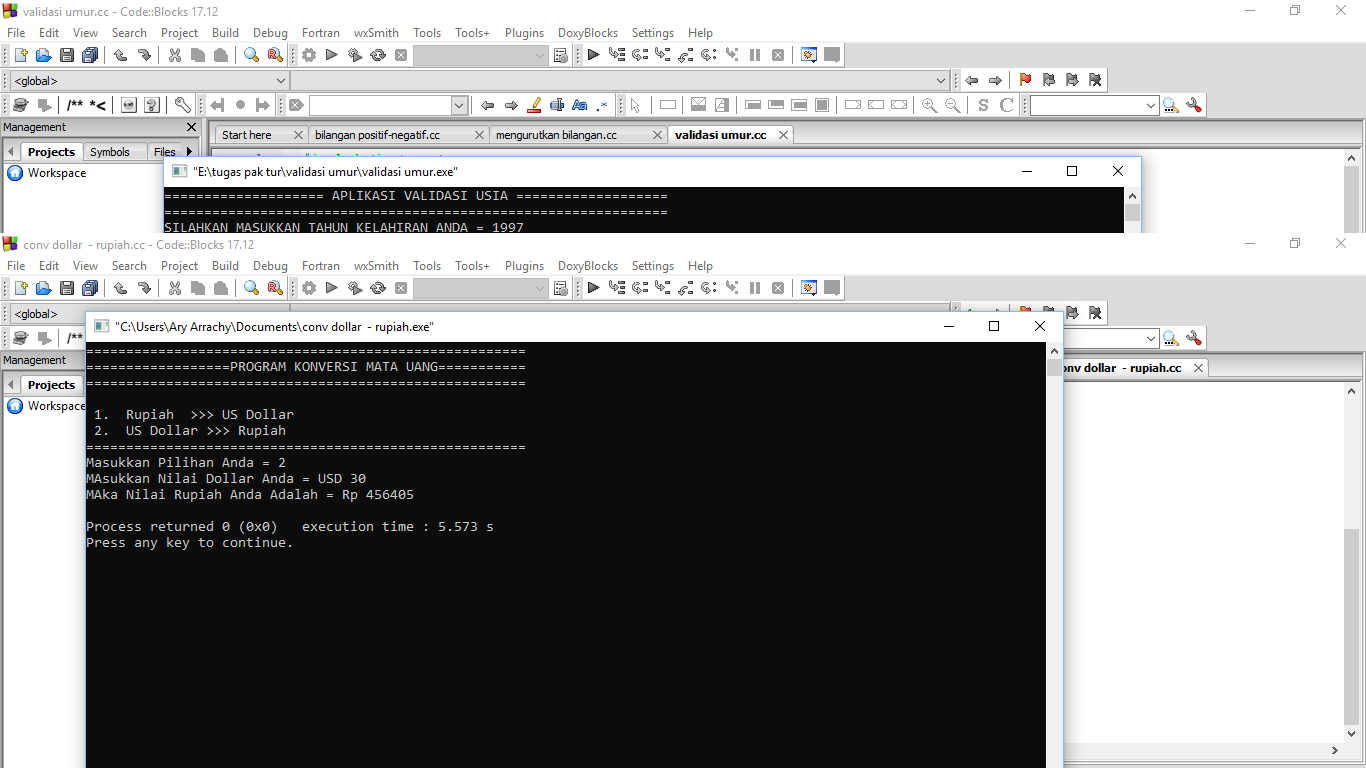 validasi umur.cc - Code::Blocks 17.12
File Edit View Search Project Build Debug Fortran wxSmith Tools Tools+ Plugins DoxyBlocks Settings Help
<global>
/** *<
Aa .*
S C
Management
Start here bilangan positif-negatif.cc mengurutkan bilangan.cc validasi umur.cc
Projects Symbols Files
Workspace
"E:\tugas pak tur\validasi umur\validasi umur.exe"
==================== APLIKASI VALIDASI USIA ===================
===============================================================
SILAHKAN MASUKKAN TAHUN KELAHIRAN ANDA = 1997
conv dollar  - rupiah.cc - Code::Blocks 17.12
File Edit View Search Project Build Debug Fortran wxSmith Tools Tools+ Plugins DoxyBlocks Settings Help
<global>
/**
Management
Projects
Workspace
dollar  - rupiah.cc
"C:\Users\Ary Arrachy\Documents\conv dollar  - rupiah.exe"
=======================================================
==================PROGRAM KONVERSI MATA UANG===========
=======================================================
1.  Rupiah  >>> US Dollar
2.  US Dollar >>> Rupiah
=======================================================
Masukkan Pilihan Anda = 2
MAsukkan Nilai Dollar Anda = USD 30
MAka Nilai Rupiah Anda Adalah = Rp 456405
Process returned 0 (0x0)   execution time : 5.573 s
Press any key to continue.